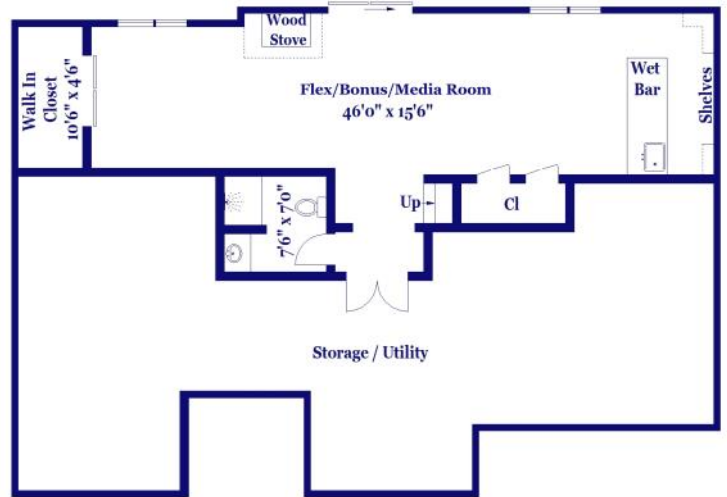 Wood
Stove
Walk In
Closet
10'6" x 4'6"
Flex/Bonus/Media Room
46'0" x 15'6"
Wet
Bar
Shelves
7'6" x 7'0"
Up
Cl
Storage / Utility